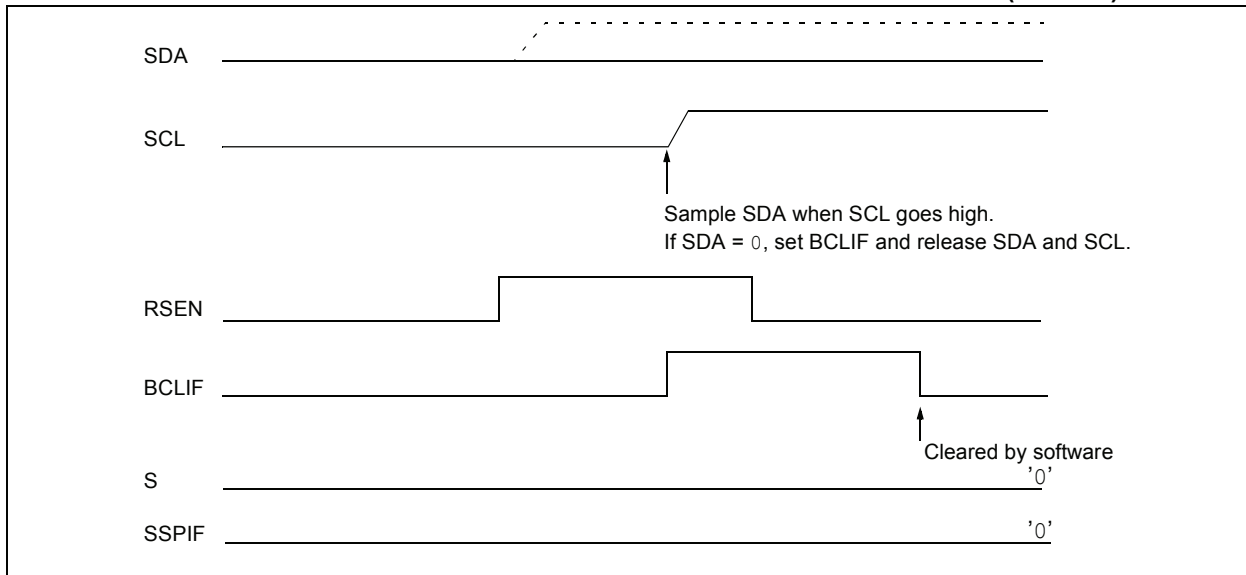 SDA
SCL
Sample SDA when SCL goes high.
If SDA = 0, set BCLIF and release SDA and SCL.
RSEN
BCLIF
Cleared by software
S
'0'
SSPIF
'0'